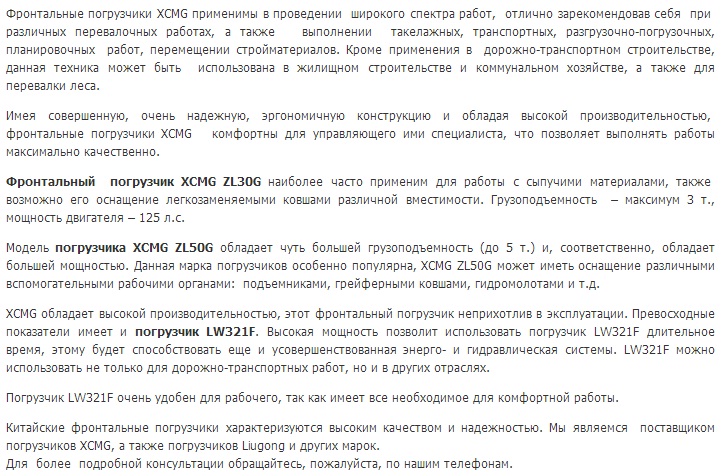 Фронтальные погрузчики XCMG применимы в проведении широкого спектра работ, отлично зарекомендовав себя при
различных перевалочных работах, а также выполнении такелажных, транспортных, разгрузочно-погрузочных,
планировочных работ, перемещении стройматериалов. Кроме применения в дорожно-транспортном строительстве,
данная техника может быть использована в жилищном строительстве и коммунальном хозяйстве, а также для
перевалки леса.
Имея совершенную, очень надежную, эргономичную конструкцию и обладая высокой производительностью,
фронтальные погрузчики XCMG комфортны для управляющего ими специалиста, что позволяет выполнять работы
максимально качественно.
Фронтальный погрузчик XCMG ZL30G наиболее часто применим для работы с сыпучими материалами, также
возможно его оснащение легкозаменяемыми ковшами различной вместимости. Грузоподъемность – максимум 3 т.,
мощность двигателя – 125 л.с.
Модель погрузчика XCMG ZL50G обладает чуть большей грузоподъемность (до 5 т.) и, соответственно, обладает
большей мощностью. Данная марка погрузчиков особенно популярна, XCMG ZL50G может иметь оснащение различными
вспомогательными рабочими органами: подъемниками, грейферными ковшами, гидромолотами и т.д.
XCMG обладает высокой производительностью, этот фронтальный погрузчик неприхотлив в эксплуатации. Превосходные
показатели имеет и погрузчик LW321F. Высокая мощность позволит использовать погрузчик LW321F длительное
время, этому будет способствовать еще и усовершенствованная энерго- и гидравлическая системы. LW321F можно
использовать не только для дорожно-транспортных работ, но и в других отраслях.
Погрузчик LW321F очень удобен для рабочего, так как имеет все необходимое для комфортной работы.
Китайские фронтальные погрузчики характеризуются высоким качеством и надежностью. Мы являемся поставщиком
погрузчиков XCMG, а также погрузчиков Liugong и других марок.
Для более подробной консультации обращайтесь, пожалуйста, по нашим телефонам.